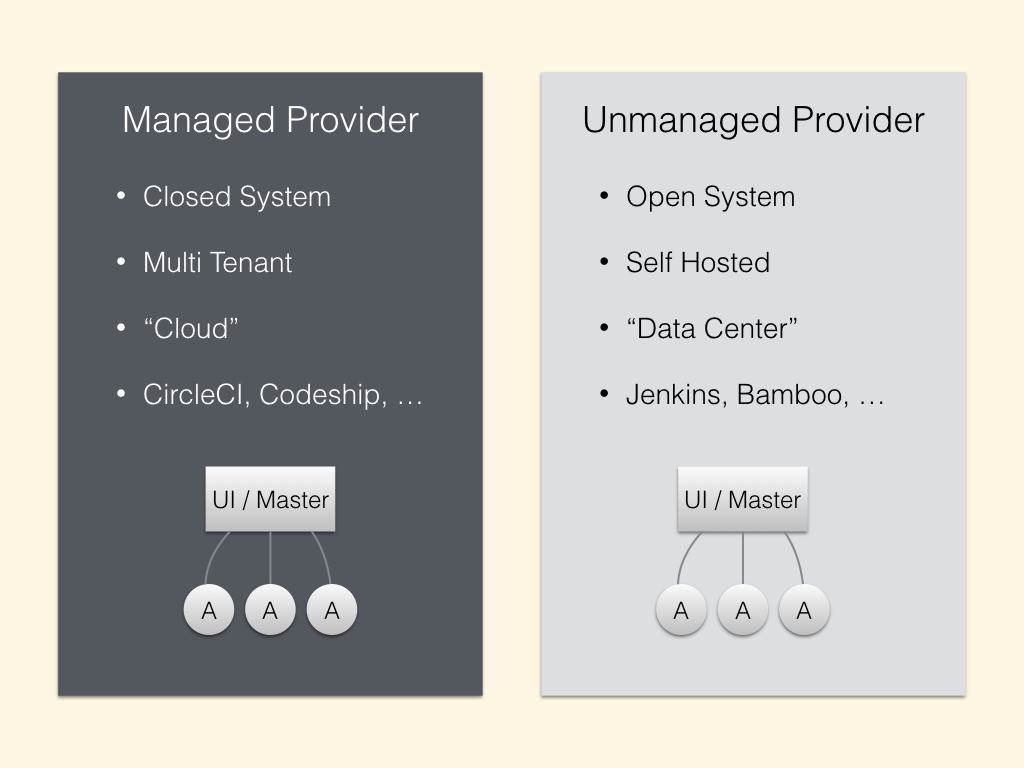 Managed Provider
• Closed System
• Multi Tenant
• “Cloud”
• CircleCI, Codeship, …
UI / Master
A A A
Unmanaged Provider
• Open System
• Self Hosted
• “Data Center”
• Jenkins, Bamboo, …
UI / Master
A A A